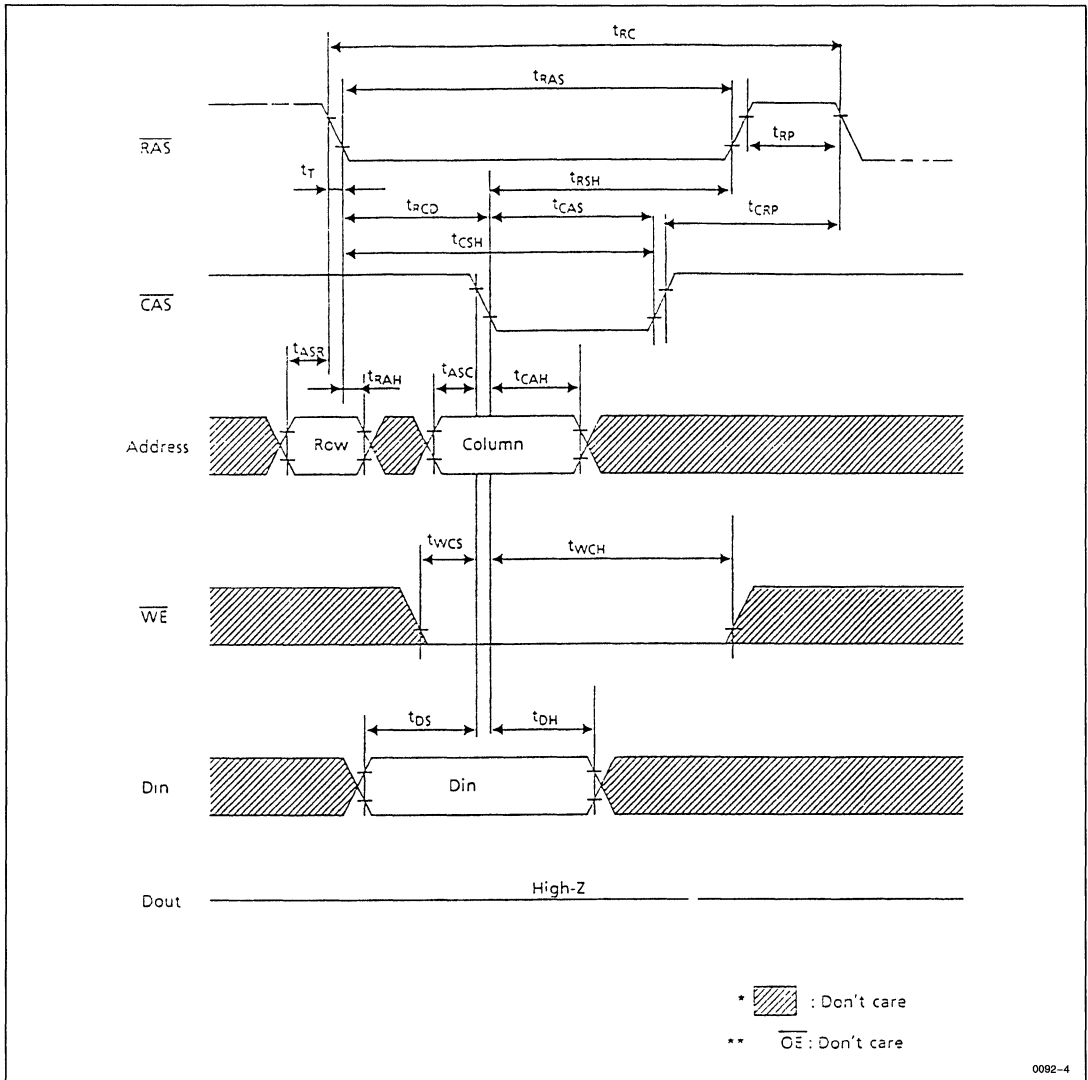 tRC
tRAS
RAS
tRP
tT
tRSH
tRCD
tCAS
tCRP
tCSH
CAS
tASR
tRAH
tASC
tCAH
Address
Row
Column
tWCS
tWCH
WE
tDS
tDH
Din
Din
Dout
High-Z
* : Don't care
** OE : Don't care
0092-4